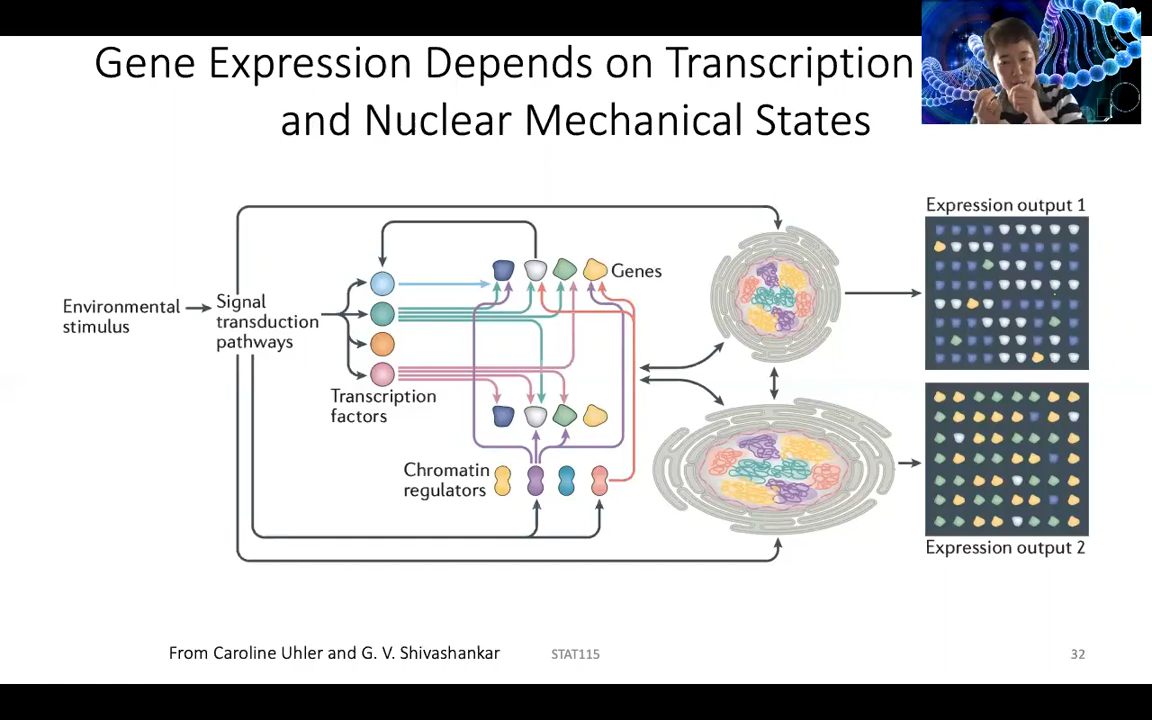 Gene Expression Depends on Transcription
and Nuclear Mechanical States
Expression output 1
Genes
Environmental
stimulus
Signal
transduction
pathways
Transcription
factors
Chromatin
regulators
Expression output 2
From Caroline Uhler and G. V. Shivashankar
STAT115
32